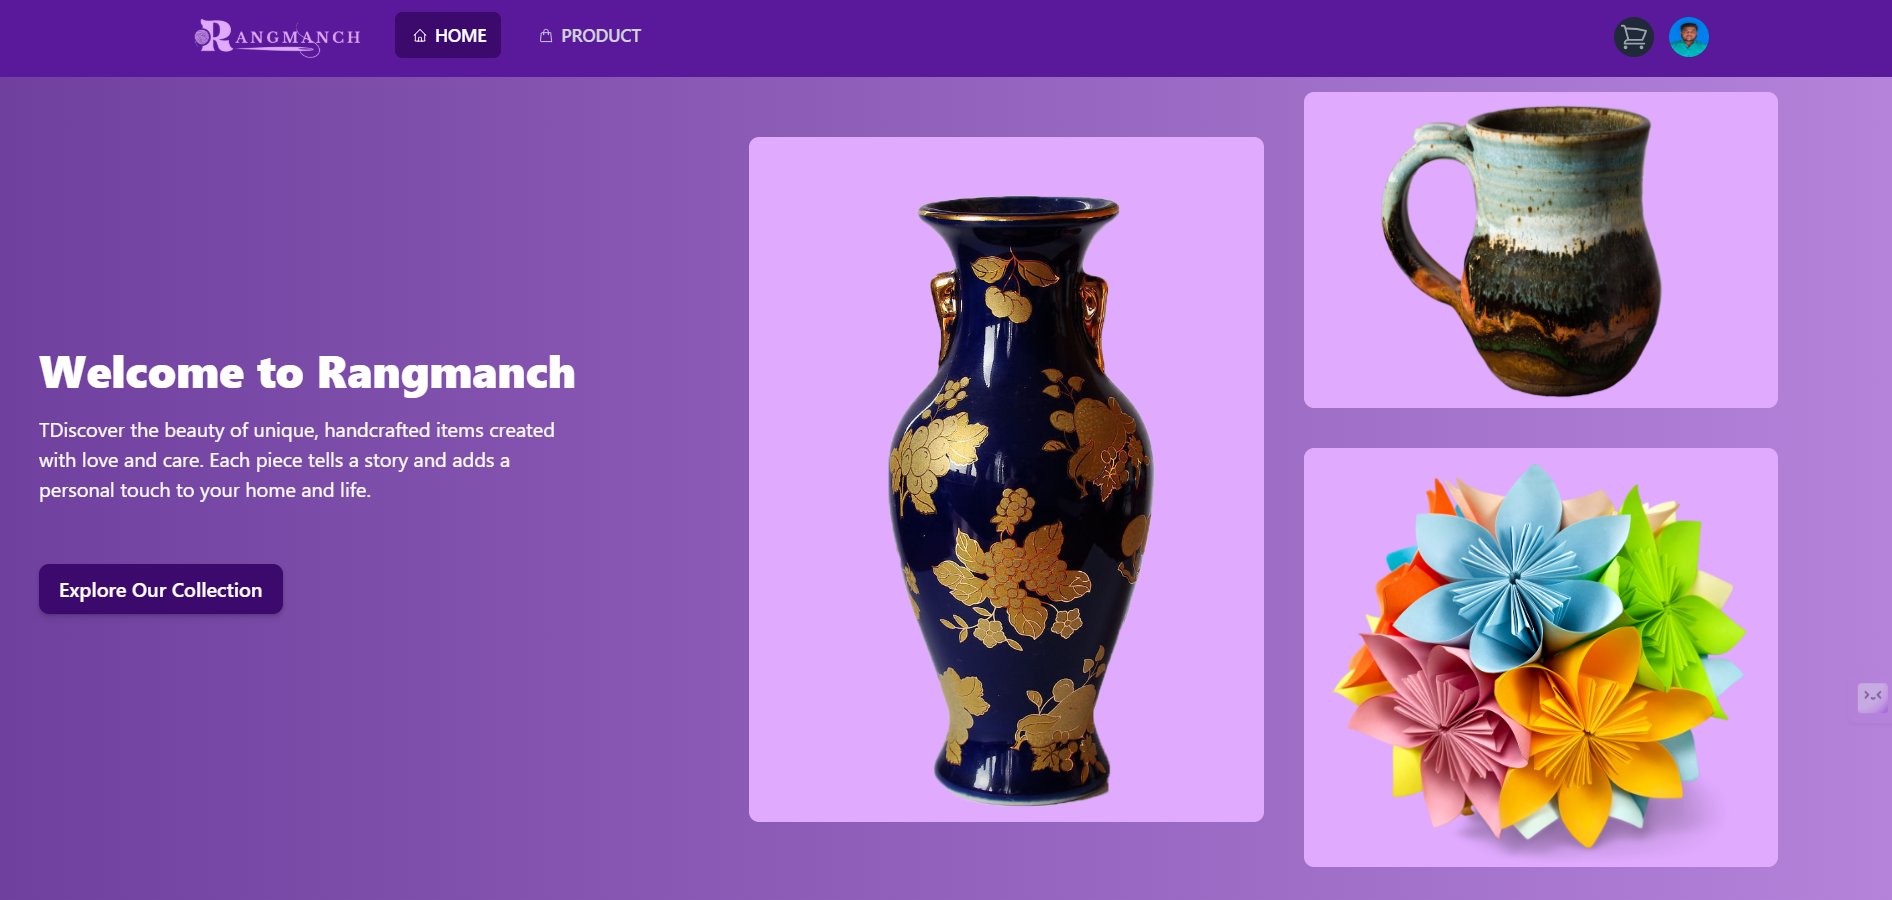 RANGMANCH
HOME
PRODUCT
Welcome to Rangmanch
TDiscover the beauty of unique, handcrafted items created
with love and care. Each piece tells a story and adds a
personal touch to your home and life.
Explore Our Collection